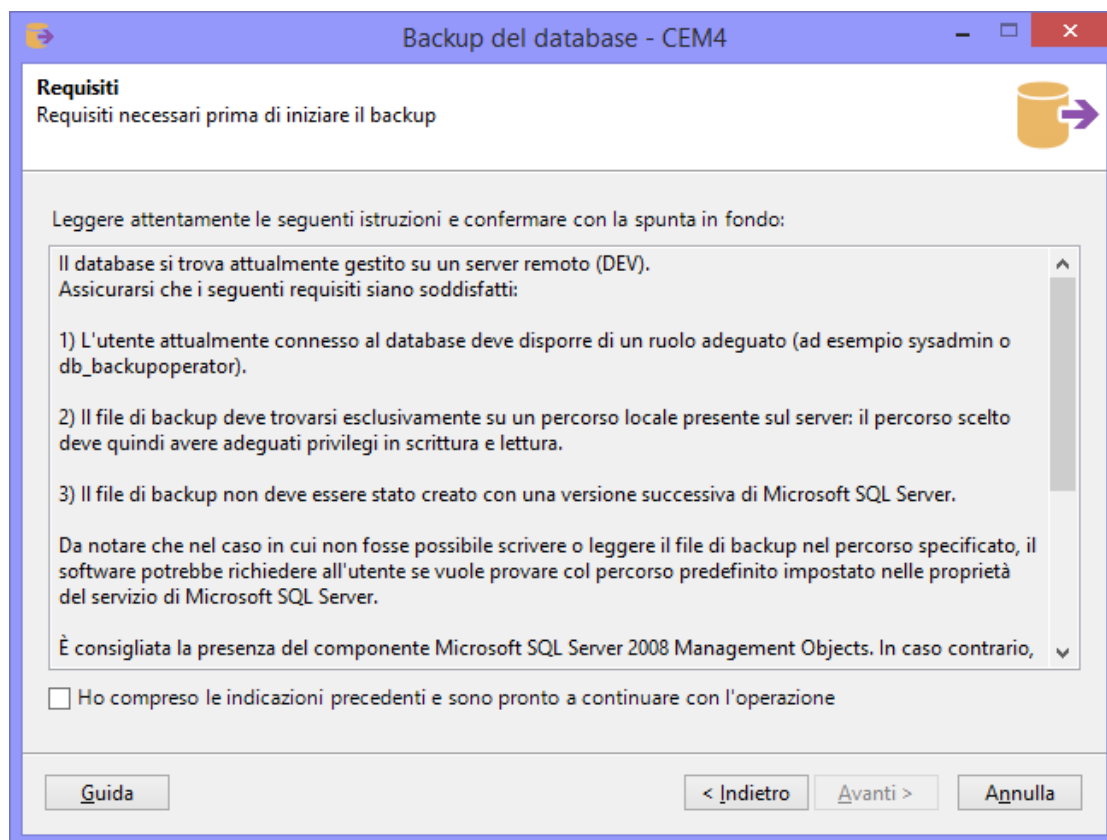 Backup del database - CEM4
Requisiti
Requisiti necessari prima di iniziare il backup
Leggere attentamente le seguenti istruzioni e confermare con la spunta in fondo:
Il database si trova attualmente gestito su un server remoto (DEV).
Assicurarsi che i seguenti requisiti siano soddisfatti:
1) L'utente attualmente connesso al database deve disporre di un ruolo adeguato (ad esempio sysadmin o
db_backupoperator).
2) Il file di backup deve trovarsi esclusivamente su un percorso locale presente sul server: il percorso scelto
deve quindi avere adeguati privilegi in scrittura e lettura.
3) Il file di backup non deve essere stato creato con una versione successiva di Microsoft SQL Server.
Da notare che nel caso in cui non fosse possibile scrivere o leggere il file di backup nel percorso specificato, il
software potrebbe richiedere all'utente se vuole provare col percorso predefinito impostato nelle proprietà
del servizio di Microsoft SQL Server.
È consigliata la presenza del componente Microsoft SQL Server 2008 Management Objects. In caso contrario,
Ho compreso le indicazioni precedenti e sono pronto a continuare con l'operazione
Guida
< Indietro
Avanti >
Annulla